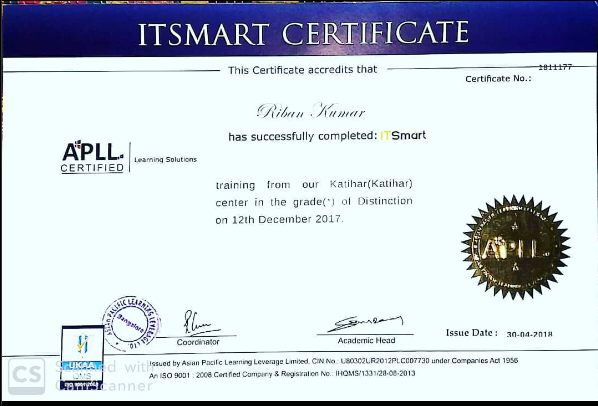 ITSMART CERTIFICATE
This Certificate accredits that
1811177
Certificate No.:
Riban Kumar
has successfully completed: ITSmart
APLL
CERTIFIED
Learning Solutions
training from our Katihar(Katihar)
center in the grade(*) of Distinction
on 12th December 2017.
APLL
ASIAN PACIFIC LEARNING LEVERAGE LTD
Bangalore
Coordinator
Academic Head
Issue Date : 30-04-2018
UKAA
QMS
Issued by Asian Pacific Learning Leverage Limited, CIN No. U80302UR2012PLC007730 under Companies Act 1956
An ISO 9001 : 2008 Certified Company & Registration No.: IHQMS/1331/28-08-2013
CS Scanned with
CamScanner